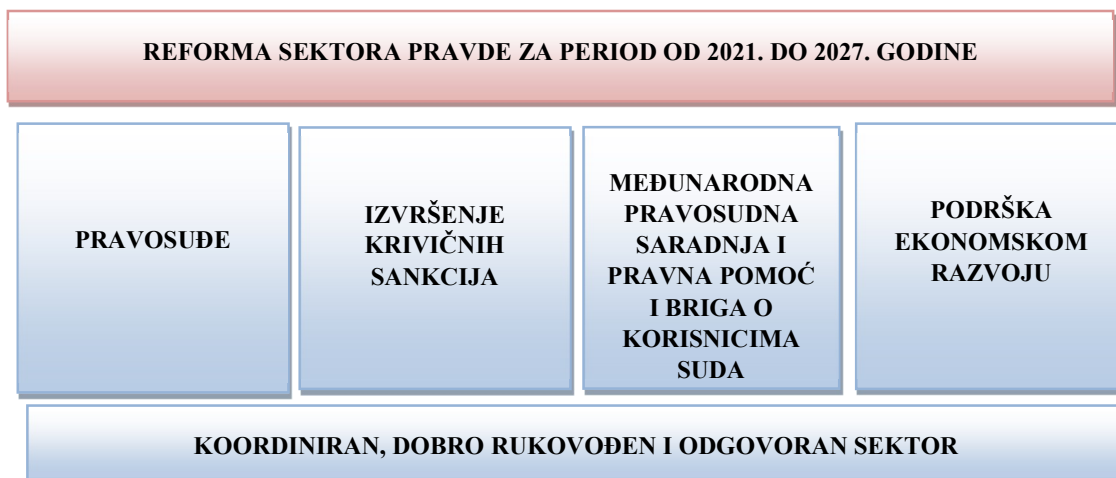 REFORMA SEKTORA PRAVDE ZA PERIOD OD 2021. DO 2027. GODINE
PRAVOSUĐE
IZVRŠENJE
KRIVIČNIH
SANKCIJA
MEĐUNARODNA
PRAVOSUDNA
SARADNJA I
PRAVNA POMOĆ
I BRIGA O
KORISNICIMA
SUDA
PODRŠKA
EKONOMSKOM
RAZVOJU
KOORDINIRAN, DOBRO RUKOVOĐEN I ODGOVORAN SEKTOR